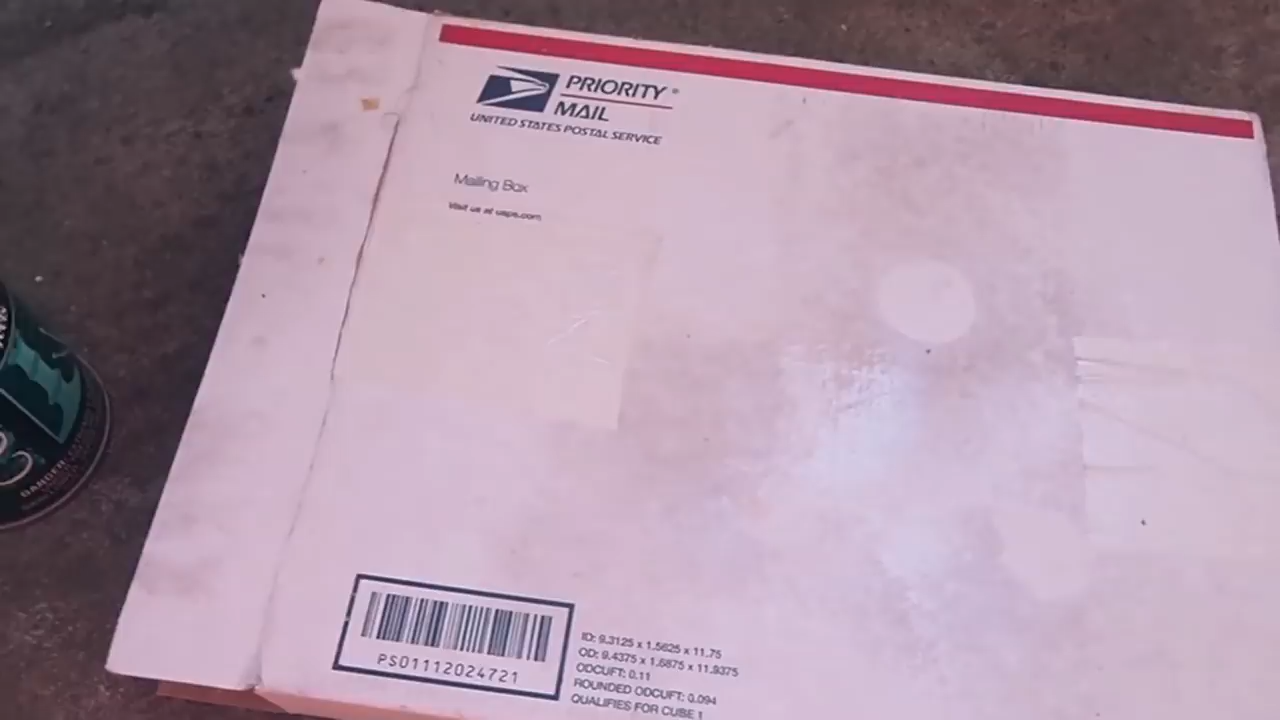 PRIORITY®
MAIL
UNITED STATES POSTAL SERVICE
Mailing Box
Visit us at usps.com
PS01112024721
ID: 9.3125 x 1.5625 x 11.75
OD: 9.4375 x 1.6875 x 11.9375
ODCUFT: 0.11
ROUNDED ODCUFT: 0.094
QUALIFIES FOR CUBE 1
DANGER